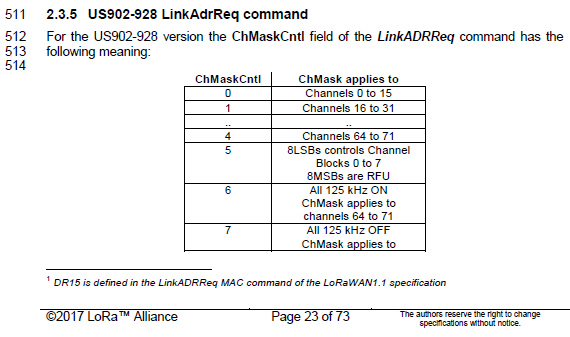 511 2.3.5 US902-928 LinkAdrReq command
512 For the US902-928 version the ChMaskCntl field of the LinkADRReq command has the
513 following meaning:
514
ChMaskCntl ChMask applies to
0 Channels 0 to 15
1 Channels 16 to 31
.. ..
4 Channels 64 to 71
5 8LSBs controls Channel
Blocks 0 to 7
8MSBs are RFU
6 All 125 kHz ON
ChMask applies to
channels 64 to 71
7 All 125 kHz OFF
ChMask applies to
1 DR15 is defined in the LinkADRReq MAC command of the LoRaWAN1.1 specification
©2017 LoRa™ Alliance Page 23 of 73 The authors reserve the right to change
specifications without notice.